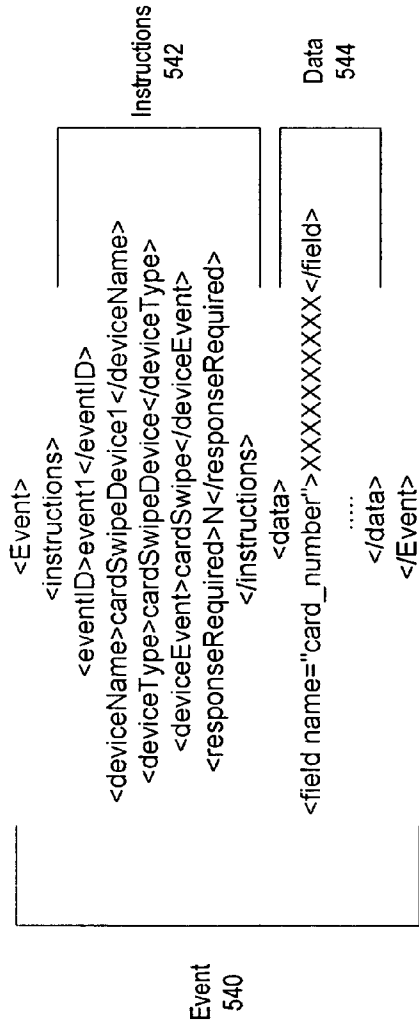 Event
540
<Event>
<instructions>
<eventID>event1</eventID>
<deviceName>cardSwipeDevice1</deviceName>
<deviceType>cardSwipeDevice</deviceType>
<deviceEvent>cardSwipe</deviceEvent>
<responseRequired>N</responseRequired>
</instructions>
<data>
<field name="card_number">XXXXXXXXXXX</field>
......
</data>
</Event>
Instructions
542
Data
544